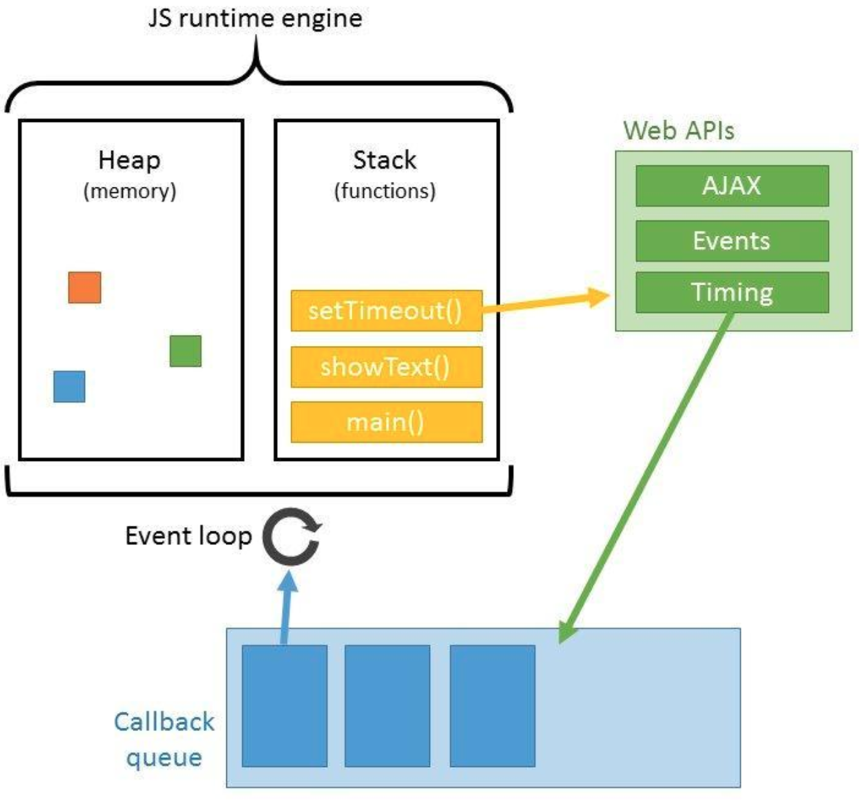 JS runtime engine
Heap
(memory)
Stack
(functions)
setTimeout()
showText()
main()
Web APIs
AJAX
Events
Timing
Event loop
Callback
queue